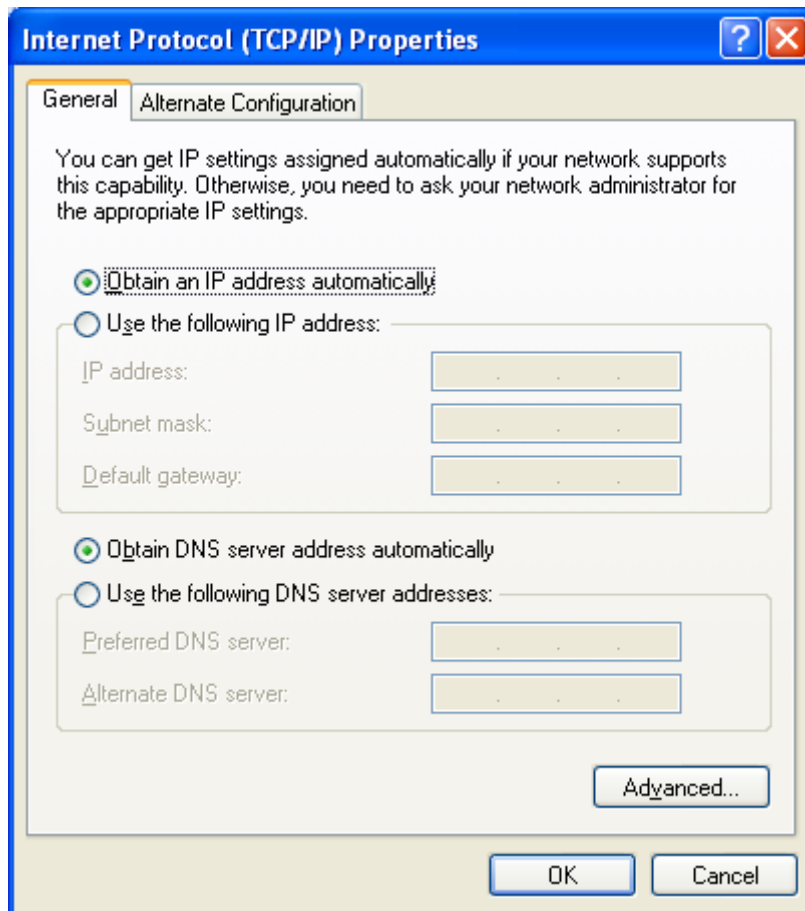 Internet Protocol (TCP/IP) Properties
General
Alternate Configuration
You can get IP settings assigned automatically if your network supports
this capability. Otherwise, you need to ask your network administrator for
the appropriate IP settings.
Obtain an IP address automatically
Use the following IP address:
IP address:
Subnet mask:
Default gateway:
Obtain DNS server address automatically
Use the following DNS server addresses:
Preferred DNS server:
Alternate DNS server:
Advanced...
OK
Cancel